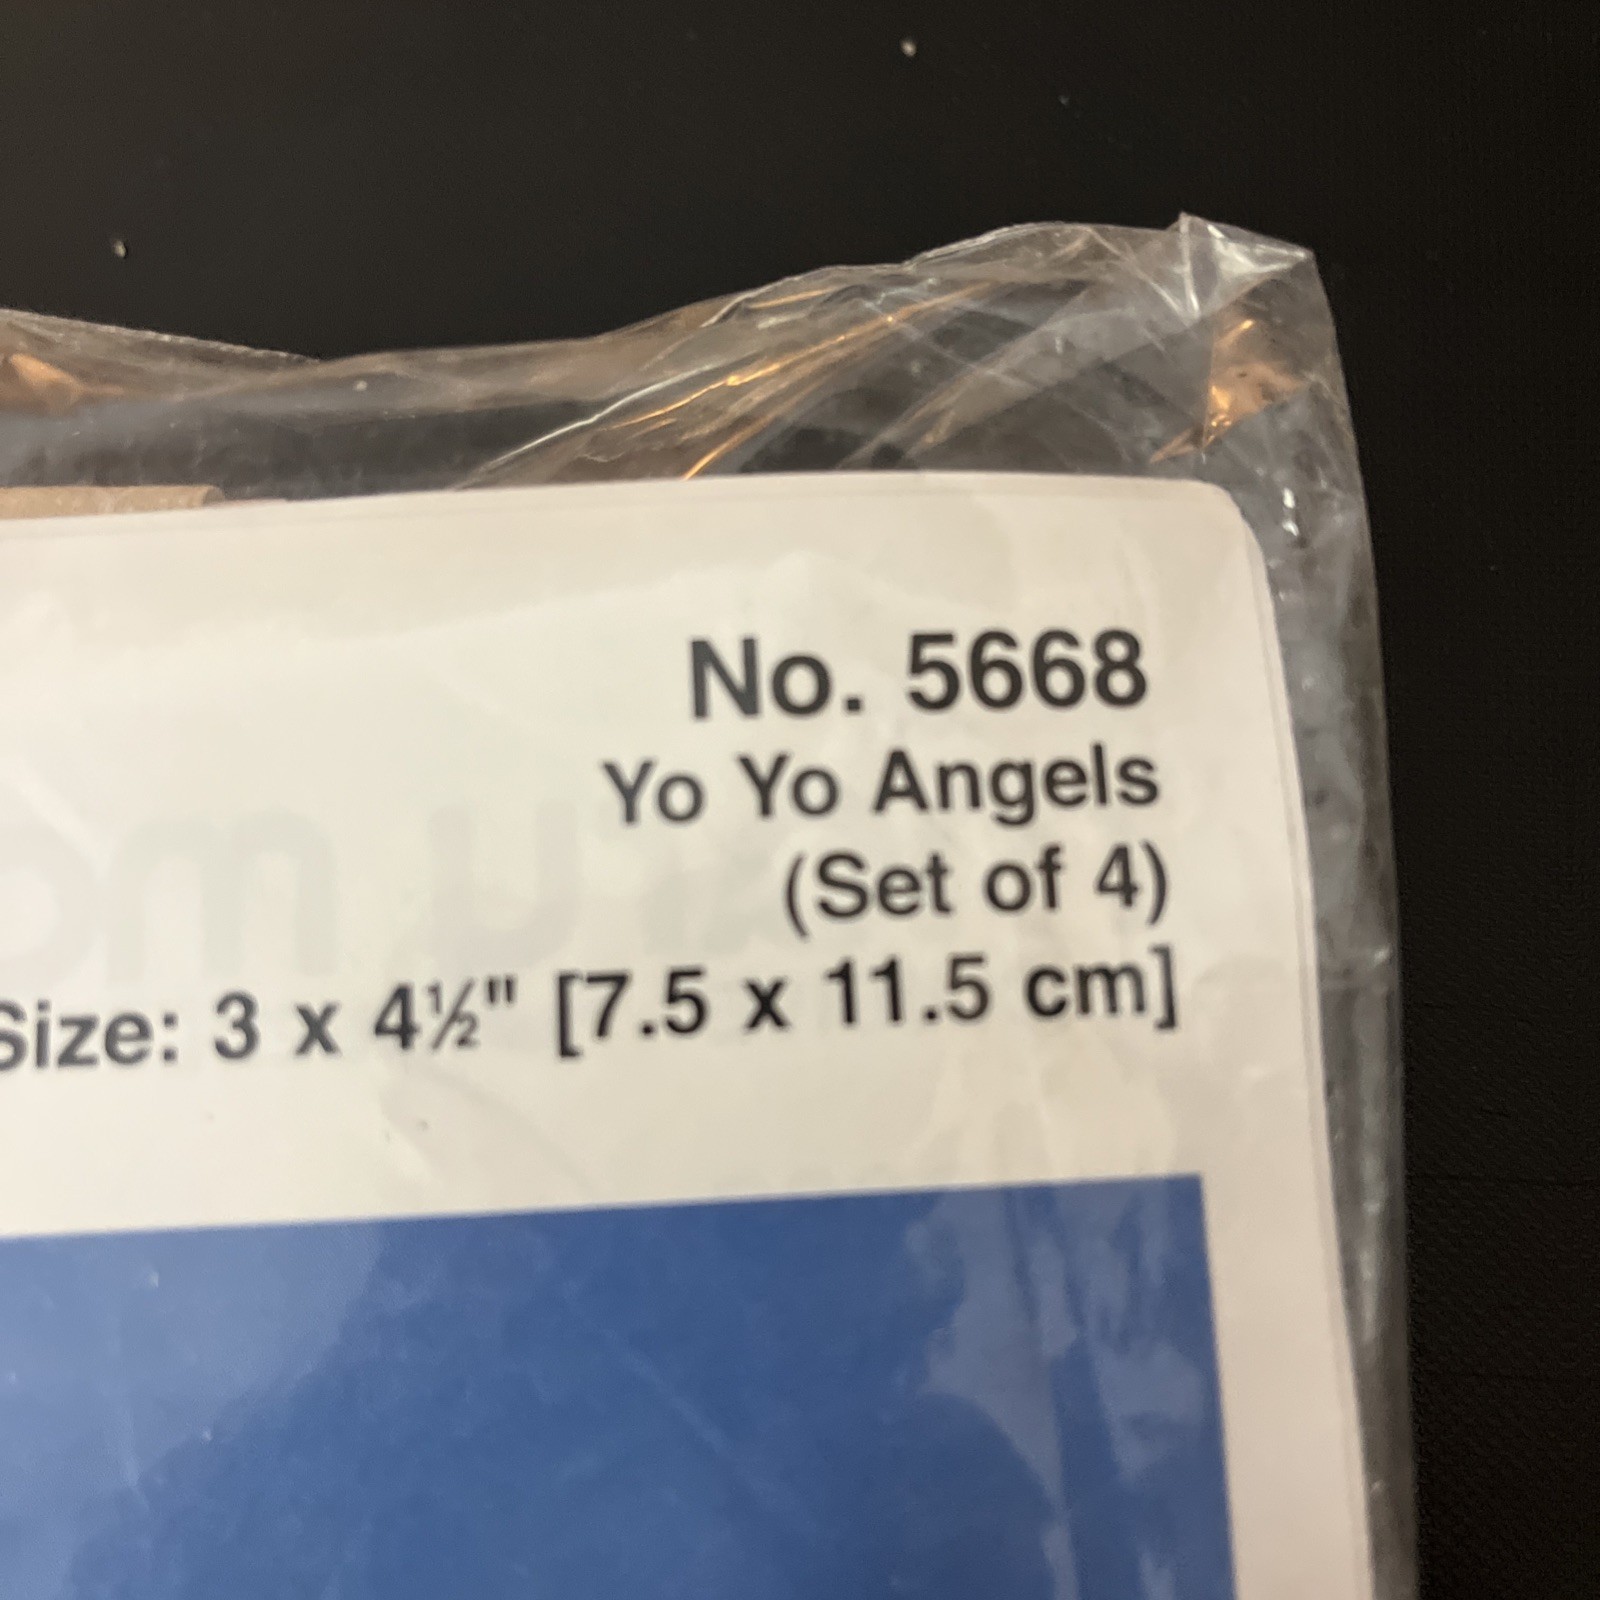 No. 5668
Yo Yo Angels
(Set of 4)
Size: 3 x 4½" [7.5 x 11.5 cm]